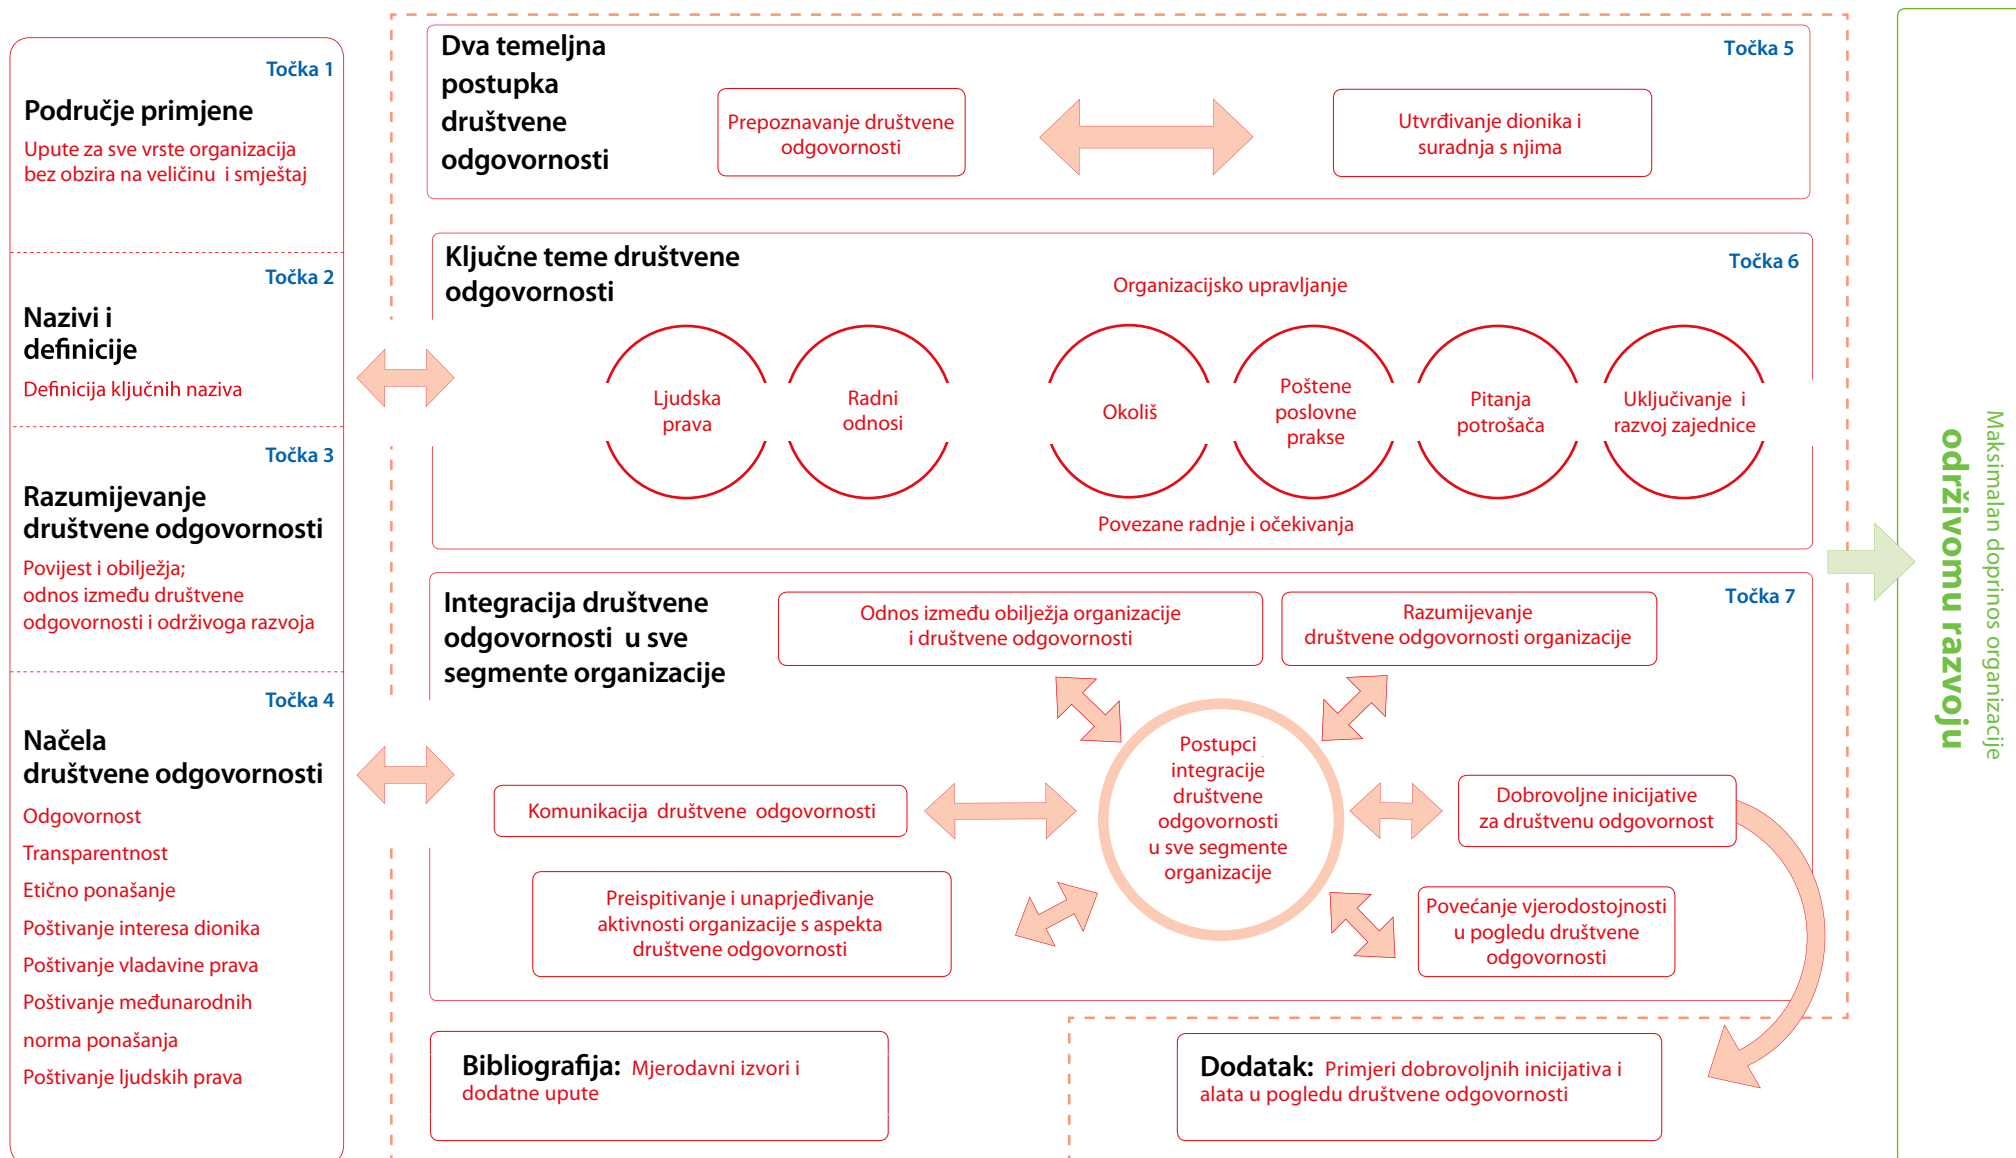 Točka 1
Područje primjene
Upute za sve vrste organizacija
bez obzira na veličinu i smještaj
Točka 2
Nazivi i
definicije
Definicija ključnih naziva
Točka 3
Razumijevanje
društvene odgovornosti
Povijest i obilježja;
odnos između društvene
odgovornosti i održivoga razvoja
Točka 4
Načela
društvene odgovornosti
Odgovornost
Transparentnost
Etično ponašanje
Poštivanje interesa dionika
Poštivanje vladavine prava
Poštivanje međunarodnih
norma ponašanja
Poštivanje ljudskih prava
Dva temeljna
postupka
društvene
odgovornosti
Točka 5
Prepoznavanje društvene
odgovornosti
Utvrđivanje dionika i
suradnja s njima
Ključne teme društvene
odgovornosti
Točka 6
Organizacijsko upravljanje
Ljudska
prava
Radni
odnosi
Okoliš
Poštene
poslovne
prakse
Pitanja
potrošača
Uključivanje i
razvoj zajednice
Povezane radnje i očekivanja
Integracija društvene
odgovornosti u sve
segmente organizacije
Točka 7
Odnos između obilježja organizacije
i društvene odgovornosti
Razumijevanje
društvene odgovornosti organizacije
Postupci
integracije
društvene
odgovornosti
u sve segmente
organizacije
Komunikacija društvene odgovornosti
Dobrovoljne inicijative
za društvenu odgovornost
Preispitivanje i unaprjeđivanje
aktivnosti organizacije s aspekta
društvene odgovornosti
Povećanje vjerodostojnosti
u pogledu društvene
odgovornosti
Bibliografija: Mjerodavni izvori i
dodatne upute
Dodatak: Primjeri dobrovoljnih inicijativa i
alata u pogledu društvene odgovornosti
Maksimalan doprinos organizacije
održivomu razvoju